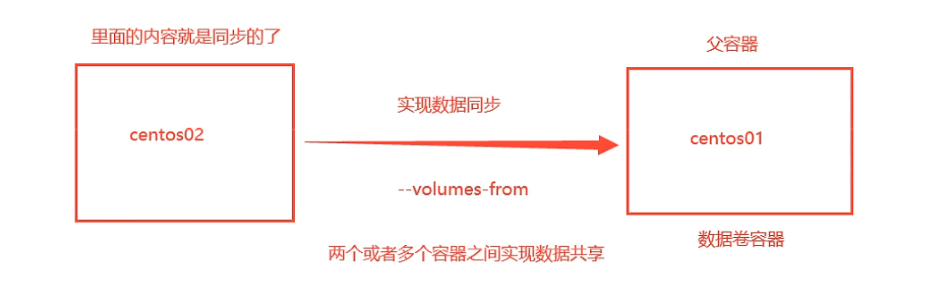 里面的内容就是同步的了
父容器
实现数据同步
centos02
centos01
--volumes-from
数据卷容器
两个或者多个容器之间实现数据共享